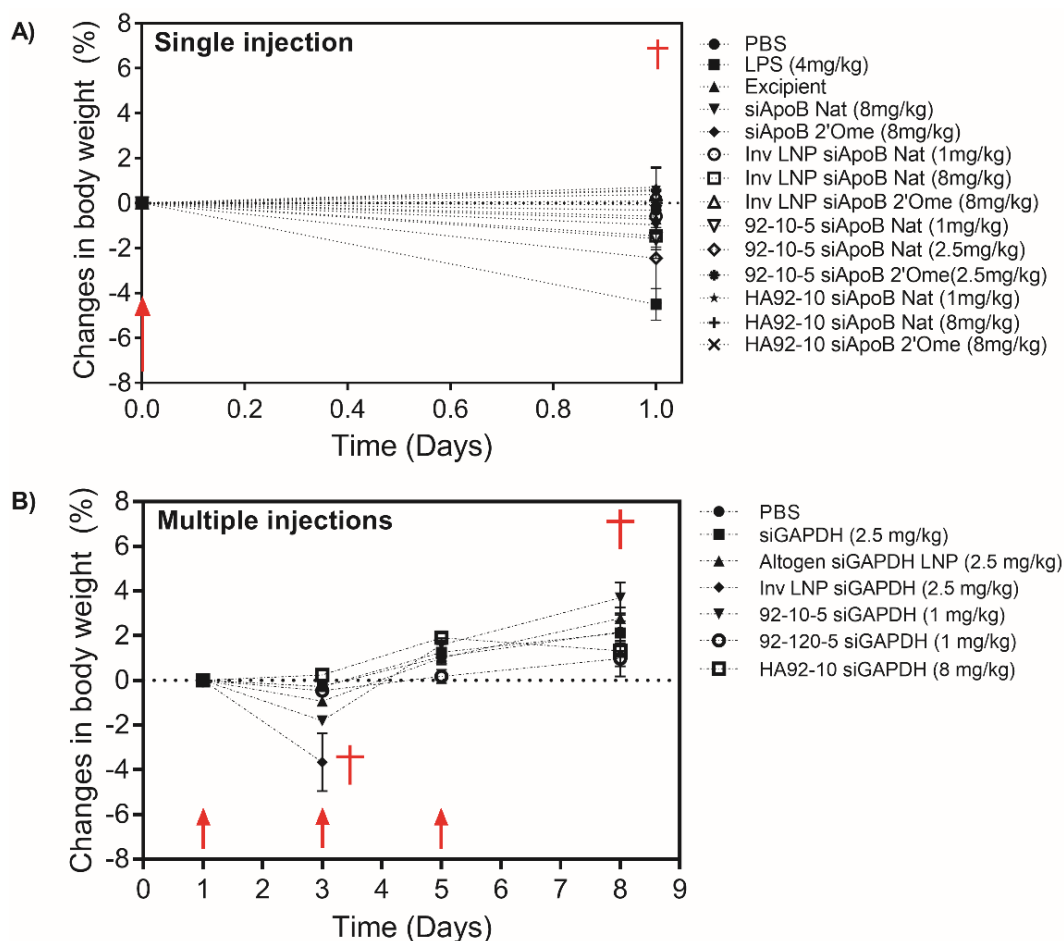 A)
Single injection
Changes in body weight (%)
8
6
4
2
0
-2
-4
-6
-8
0.0 0.2 0.4 0.6 0.8 1.0
Time (Days)
PBS
LPS (4mg/kg)
Excipient
siApoB Nat (8mg/kg)
siApoB 2'Ome (8mg/kg)
Inv LNP siApoB Nat (1mg/kg)
Inv LNP siApoB Nat (8mg/kg)
Inv LNP siApoB 2'Ome (8mg/kg)
92-10-5 siApoB Nat (1mg/kg)
92-10-5 siApoB Nat (2.5mg/kg)
92-10-5 siApoB 2'Ome(2.5mg/kg)
HA92-10 siApoB Nat (1mg/kg)
HA92-10 siApoB Nat (8mg/kg)
HA92-10 siApoB 2'Ome (8mg/kg)
B)
Multiple injections
Changes in body weight (%)
8
6
4
2
0
-2
-4
-6
-8
0 1 2 3 4 5 6 7 8 9
Time (Days)
PBS
siGAPDH (2.5 mg/kg)
Altogen siGAPDH LNP (2.5 mg/kg)
Inv LNP siGAPDH (2.5 mg/kg)
92-10-5 siGAPDH (1 mg/kg)
92-120-5 siGAPDH (1 mg/kg)
HA92-10 siGAPDH (8 mg/kg)